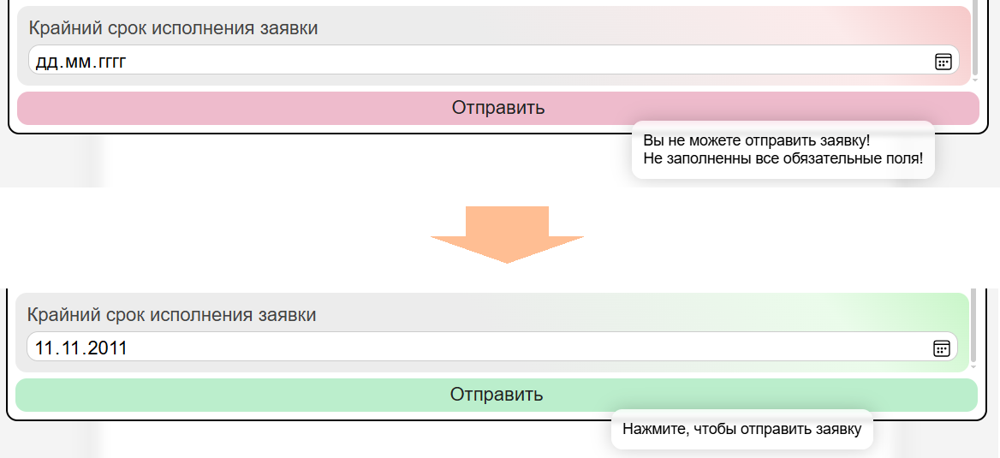 Крайний срок исполнения заявки
дд.мм.гггг
Отправить
Вы не можете отправить заявку!
Не заполненны все обязательные поля!
Крайний срок исполнения заявки
11.11.2011
Отправить
Нажмите, чтобы отправить заявку